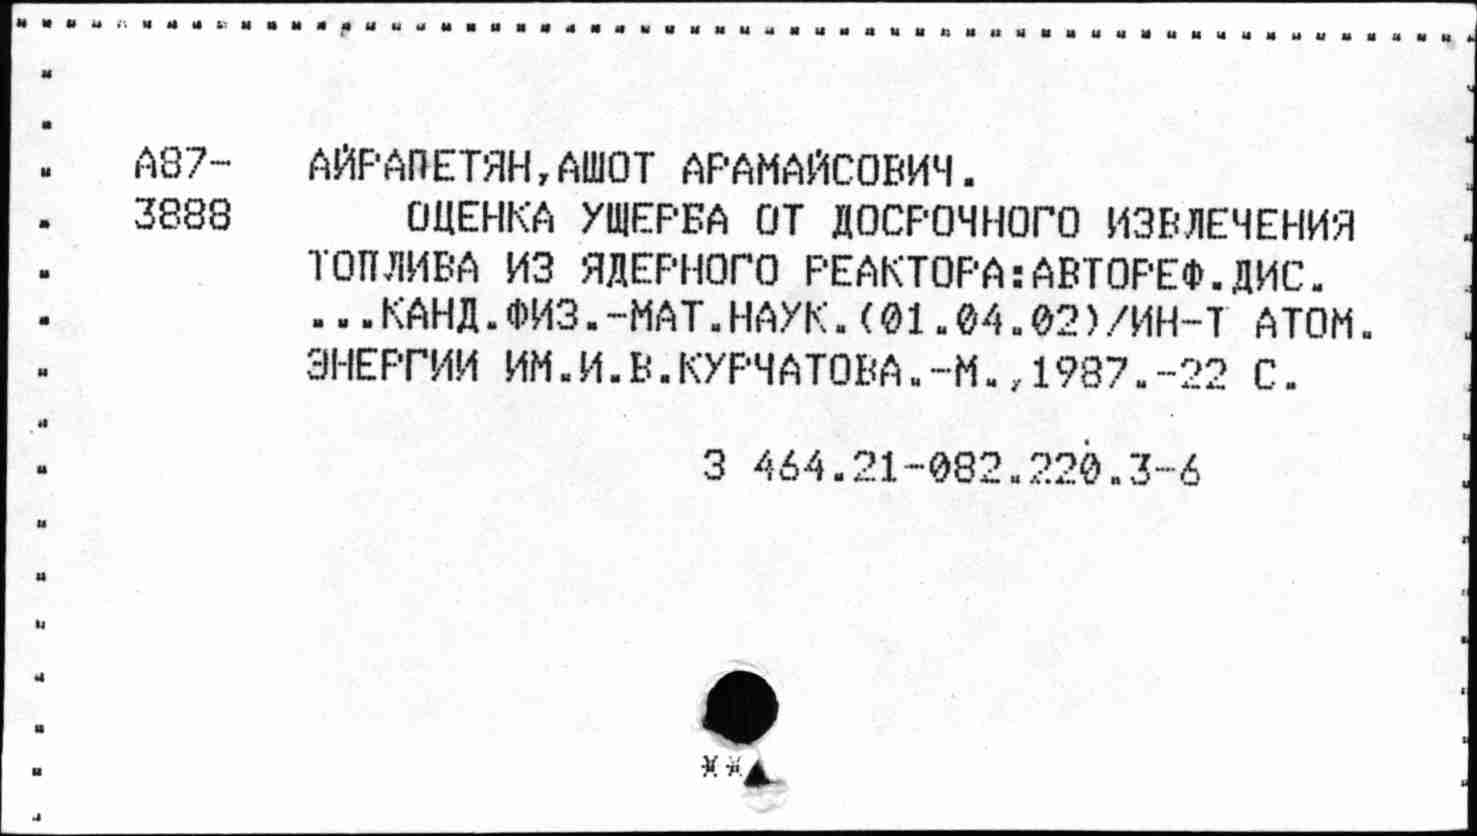 А87- АЙРАПЕТЯН,АШОТ АРАМАЙСОВИЧ.
3888 ОЦЕНКА УЩЕРБА ОТ ДОСРОЧНОГО ИЗВЛЕЧЕНИЯ
ТОПЛИВА ИЗ ЯДЕРНОГО РЕАКТОРА:АВТОРЕФ.ДИС.
...КАНД.ФИЗ.-МАТ.НАУК.(01.04.02)/ИН-Т АТОМ.
ЭНЕРГИИ ИМ.И.В.КУРЧАТОВА.-М.,1987.-22 С.
З 464.21-082.220.3-6
**